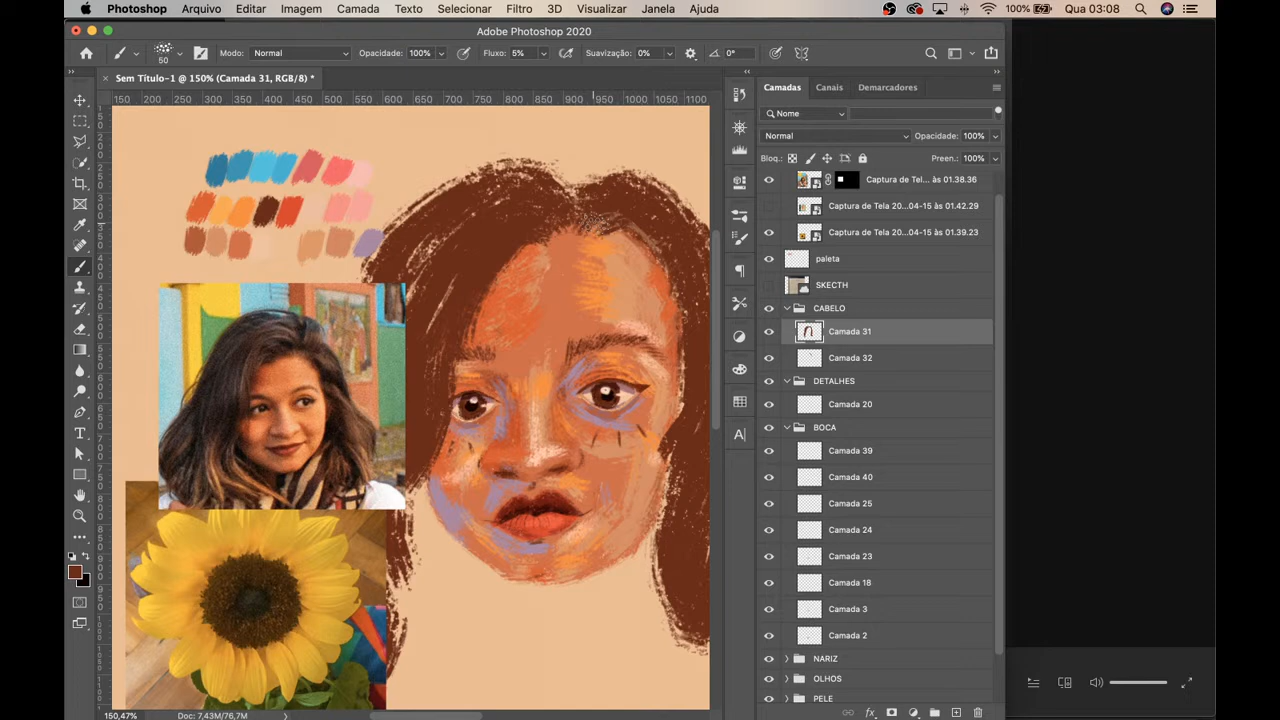 Photoshop Arquivo Editar Imagem Camada Texto Selecionar Filtro 3D Visualizar Janela Ajuda 100% Qua 03:08
Adobe Photoshop 2020
50 Modo: Normal Opacidade: 100% Fluxo: 5% Suavização: 0% 0°
Sem Título-1 @ 150% (Camada 31, RGB/8) *
150 200 250 300 350 400 450 500 550 600 650 700 750 800 850 900 950 1000 1050 1100
Camadas Canais Demarcadores
Nome
Normal Opacidade: 100%
Bloq.: Preen.: 100%
Captura de Tel... às 01.38.36
Captura de Tela 20...04-15 às 01.42.29
Captura de Tela 20...04-15 às 01.39.23
paleta
SKECTH
CABELO
Camada 31
Camada 32
DETALHES
Camada 20
BOCA
Camada 39
Camada 40
Camada 25
Camada 24
Camada 23
Camada 18
Camada 3
Camada 2
NARIZ
OLHOS
PELE
150,47% Doc: 7,43M/76,7M